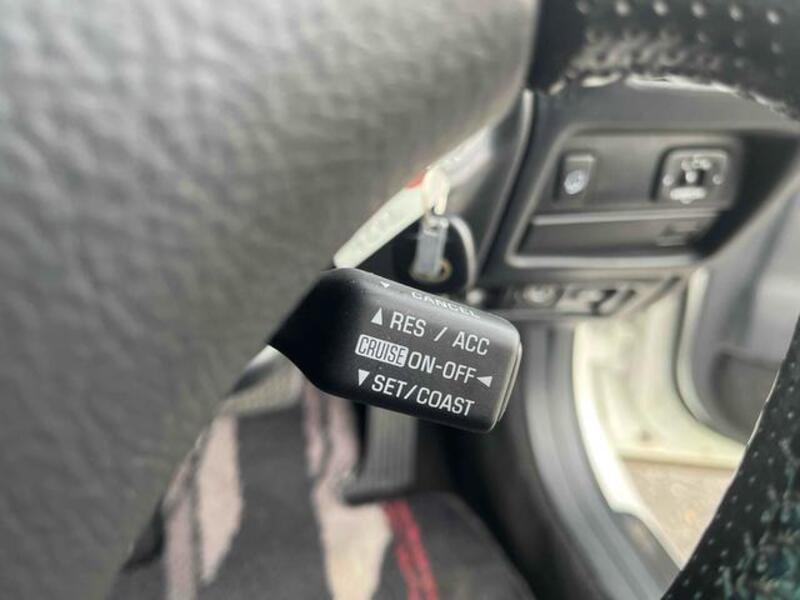 ◄ CANCEL
▲ RES / ACC
CRUISE ON-OFF ◄
▼ SET/COAST